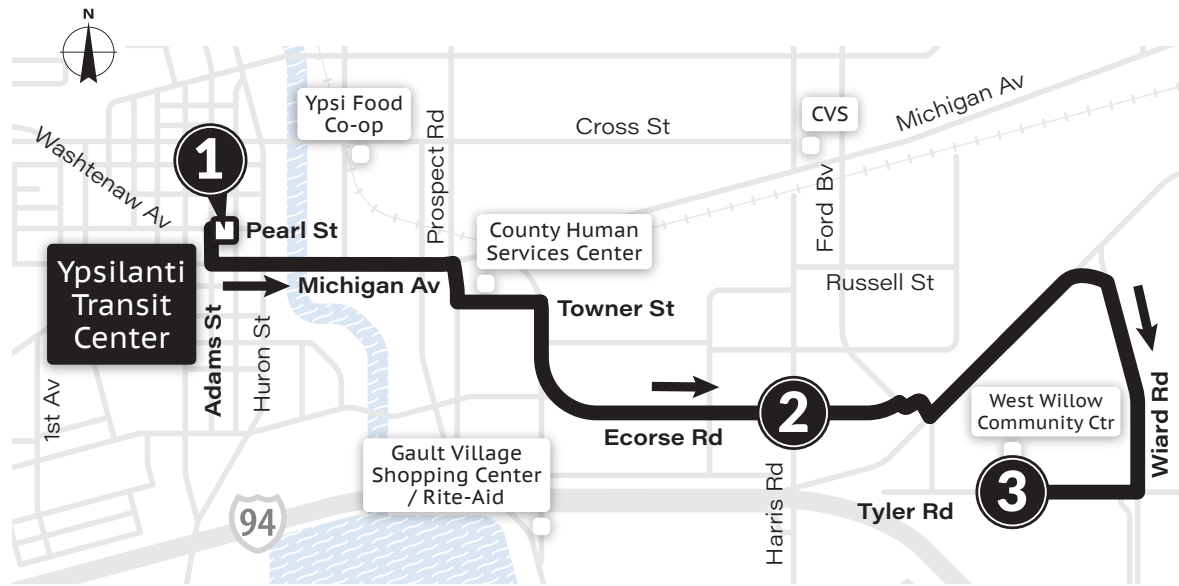 N
Ypsi Food
Co-op
CVS
Michigan Av
Cross St
Washtenaw Av
1
Prospect Rd
Ford Bv
Pearl St
County Human
Services Center
Ypsilanti
Transit
Center
Michigan Av
Russell St
Towner St
Adams St
Huron St
1st Av
2
Ecorse Rd
West Willow
Community Ctr
Wiard Rd
Gault Village
Shopping Center
/ Rite-Aid
Harris Rd
3
Tyler Rd
94